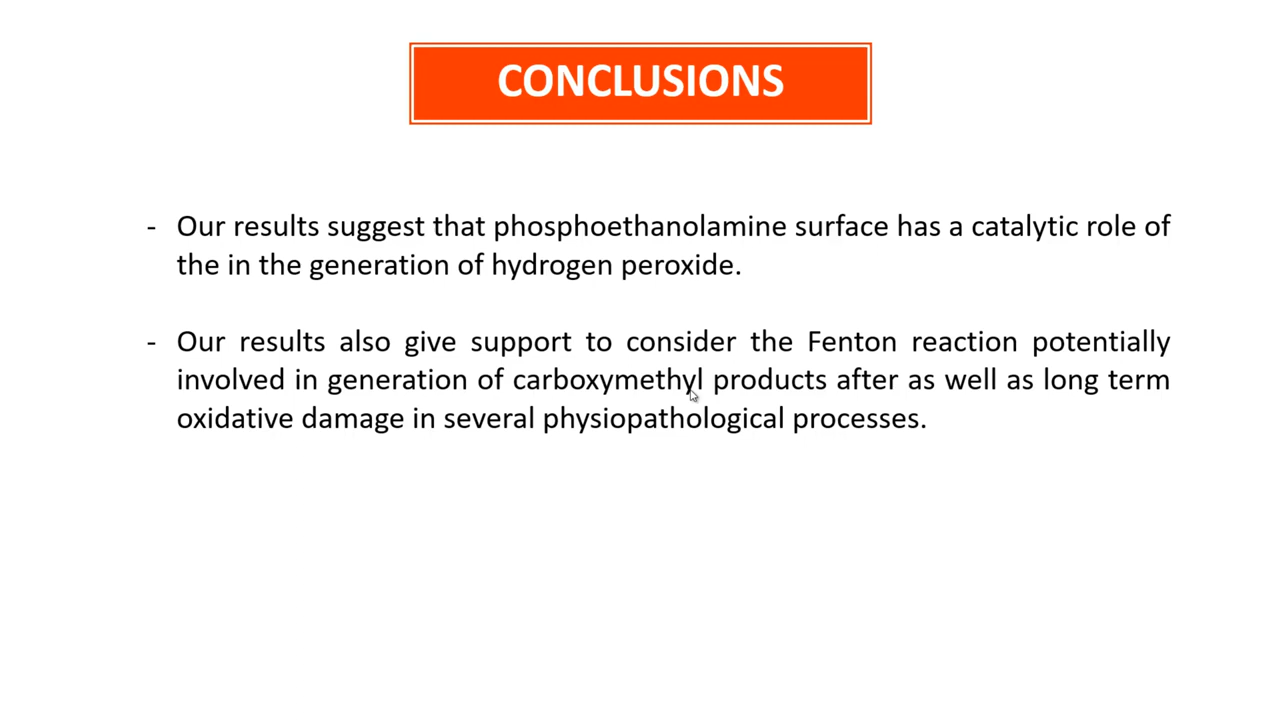 CONCLUSIONS
- Our results suggest that phosphoethanolamine surface has a catalytic role of
the in the generation of hydrogen peroxide.
- Our results also give support to consider the Fenton reaction potentially
involved in generation of carboxymethyl products after as well as long term
oxidative damage in several physiopathological processes.